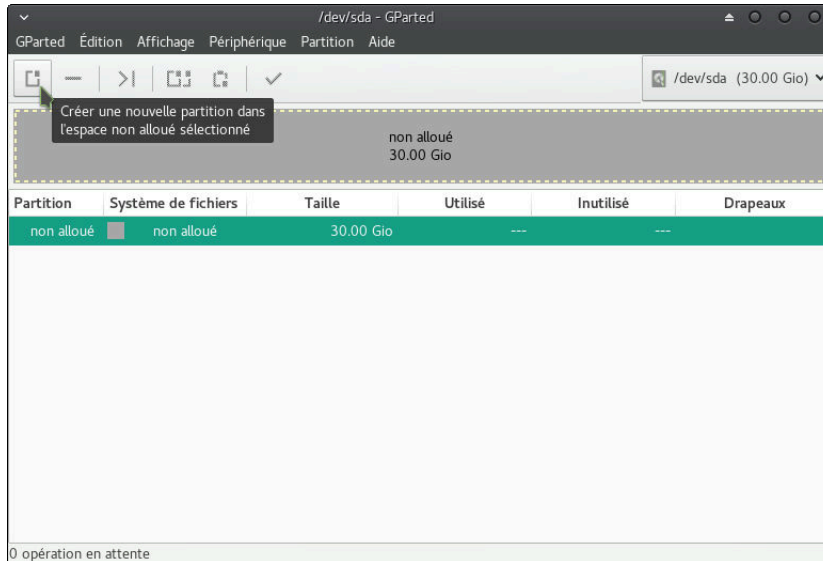 /dev/sda - GParted
GParted Édition Affichage Périphérique Partition Aide
/dev/sda (30.00 Gio)
Créer une nouvelle partition dans
l'espace non alloué sélectionné
non alloué
30.00 Gio
Partition Système de fichiers Taille Utilisé Inutilisé Drapeaux
non alloué non alloué 30.00 Gio --- ---
0 opération en attente